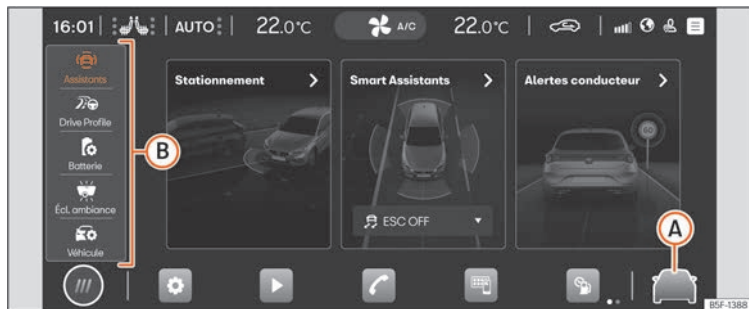 16:01 AUTO 22.0°C A/C 22.0°C
Assistants
Drive Profile
Batterie
Écl. ambiance
Véhicule
B
Stationnement
Smart Assistants
Alertes conducteur
60
ESC OFF
A
B5F-1388